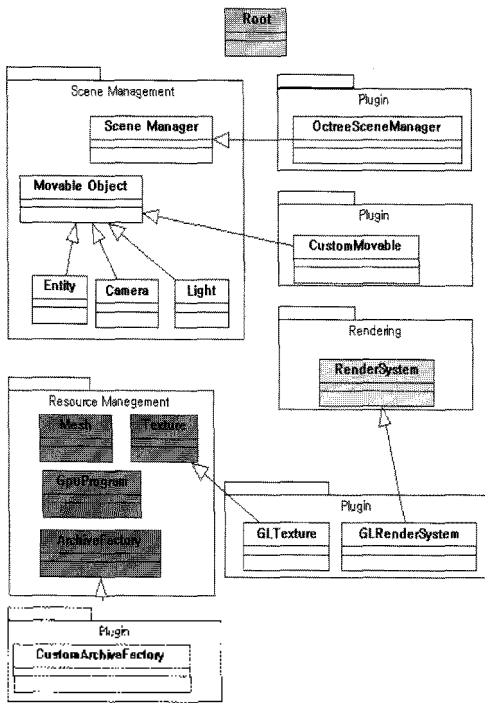 Root
Scene Management
Scene Manager
Movable Object
Entity
Camera
Light
Plugin
OctreeSceneManager
Plugin
CustomMovable
Rendering
RenderSystem
Resource Menagement
Mesh
Texture
GpuProgram
ArchiveFactory
Plugin
GLTexture
GLRenderSystem
Plugin
CustomArchiveFactory